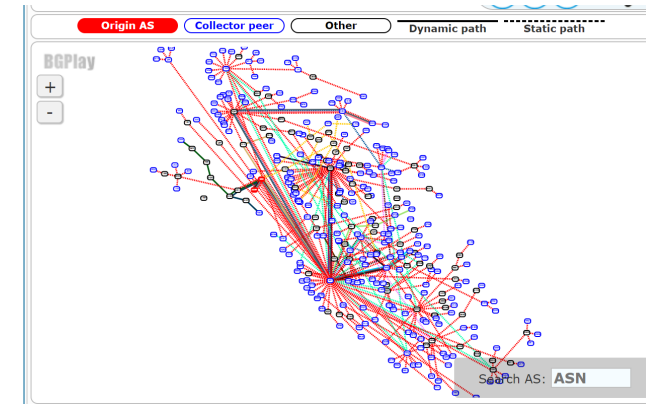 Origin AS
Collector peer
Other
Dynamic path
Static path
BGPlay
+
-
Search AS: ASN